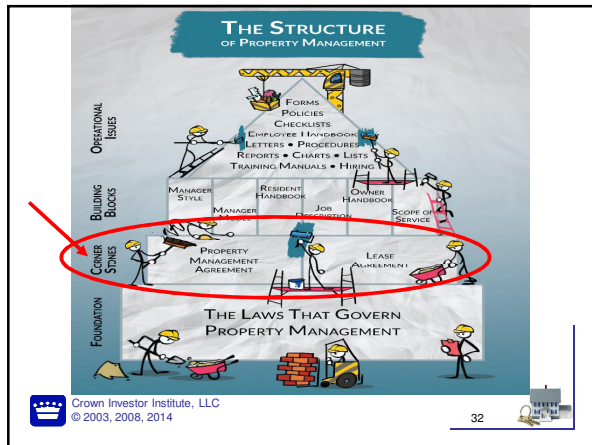 THE STRUCTURE
OF PROPERTY MANAGEMENT
OPERATIONAL
ISSUES
FORMS
POLICIES
CHECKLISTS
EMPLOYEE HANDBOOK
LETTERS • PROCEDURES
REPORTS • CHARTS • LISTS
TRAINING MANUALS • HIRING
BUILDING
BLOCKS
MANAGER
STYLE
MANAGER
RESIDENT
HANDBOOK
JOB
DESCRIPTION
OWNER
HANDBOOK
SCOPE OF
SERVICE
CORNER
STONES
PROPERTY
MANAGEMENT
AGREEMENT
LEASE
AGREEMENT
FOUNDATION
THE LAWS THAT GOVERN
PROPERTY MANAGEMENT
Crown Investor Institute, LLC
© 2003, 2008, 2014
32